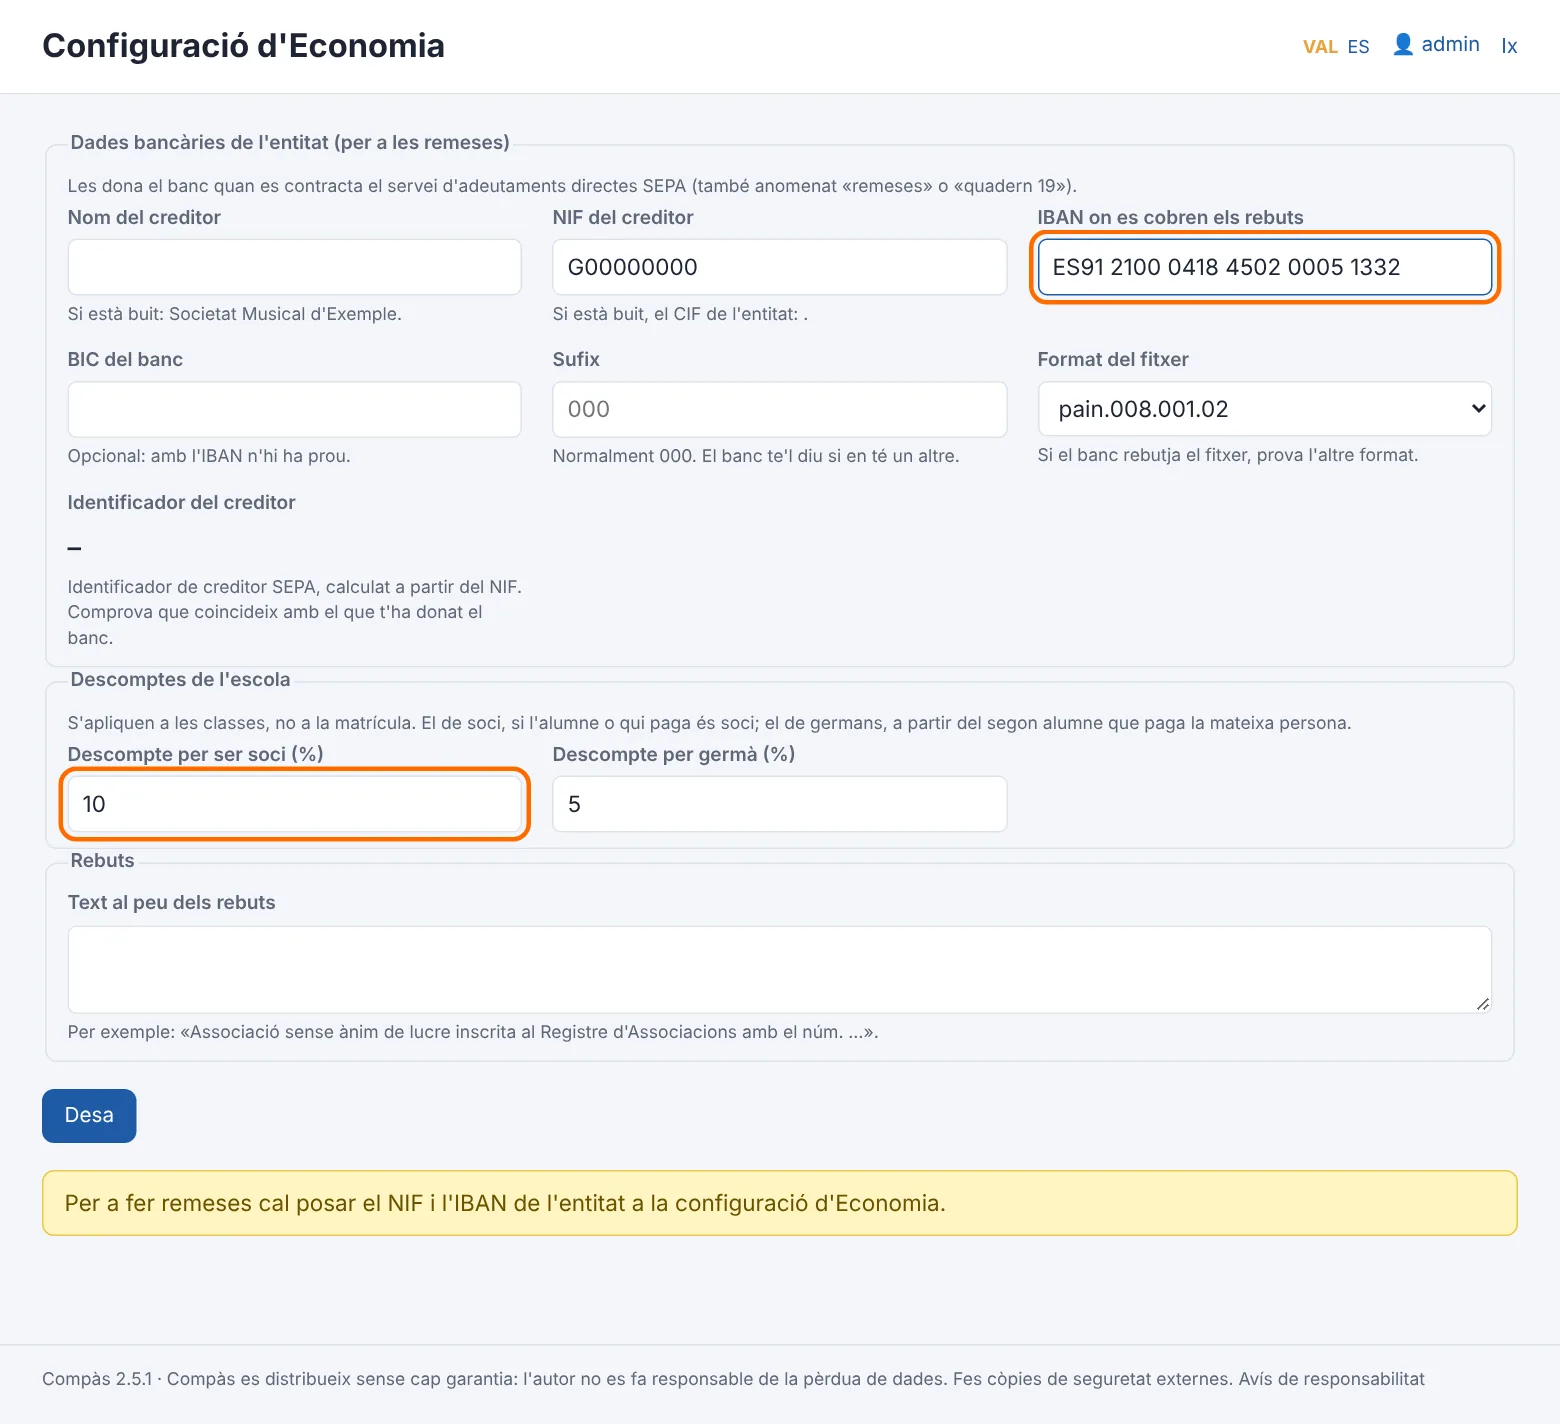 Configuració d'Economia
VAL ES admin Ix
Dades bancàries de l'entitat (per a les remeses)
Les dona el banc quan es contracta el servei d'adeutaments directes SEPA (també anomenat «remeses» o «quadern 19»).
Nom del creditor
NIF del creditor
IBAN on es cobren els rebuts
G00000000
ES91 2100 0418 4502 0005 1332
Si està buit: Societat Musical d'Exemple.
Si està buit, el CIF de l'entitat: .
BIC del banc
Sufix
Format del fitxer
000
pain.008.001.02
Opcional: amb l'IBAN n'hi ha prou.
Normalment 000. El banc te'l diu si en té un altre.
Si el banc rebutja el fitxer, prova l'altre format.
Identificador del creditor
—
Identificador de creditor SEPA, calculat a partir del NIF.
Comprova que coincideix amb el que t'ha donat el
banc.
Descomptes de l'escola
S'apliquen a les classes, no a la matrícula. El de soci, si l'alumne o qui paga és soci; el de germans, a partir del segon alumne que paga la mateixa persona.
Descompte per ser soci (%)
Descompte per germà (%)
10
5
Rebuts
Text al peu dels rebuts
Per exemple: «Associació sense ànim de lucre inscrita al Registre d'Associacions amb el núm. …».
Desa
Per a fer remeses cal posar el NIF i l'IBAN de l'entitat a la configuració d'Economia.
Compàs 2.5.1 · Compàs es distribueix sense cap garantia: l'autor no es fa responsable de la pèrdua de dades. Fes còpies de seguretat externes. Avís de responsabilitat